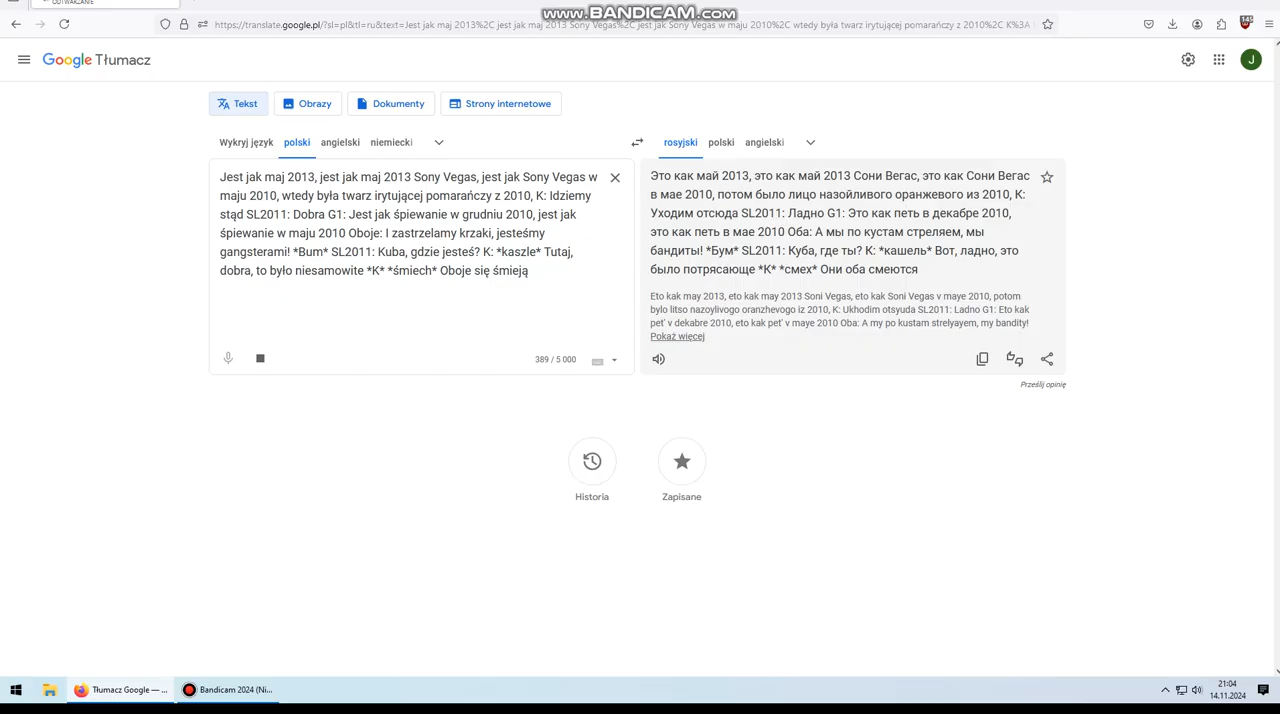 ODTWARZANIE
www.BANDICAM.com
https://translate.google.pl/?sl=pl&tl=ru&text=Jest jak maj 2013%2C jest jak maj 2013 Sony Vegas%2C jest jak Sony Vegas w maju 2010%2C wtedy była twarz irytującej pomarańczy z 2010%2C K%3A
145
Google Tłumacz
J
Tekst Obrazy Dokumenty Strony internetowe
Wykryj język polski angielski niemiecki
rosyjski polski angielski
Jest jak maj 2013, jest jak maj 2013 Sony Vegas, jest jak Sony Vegas w
maju 2010, wtedy była twarz irytującej pomarańczy z 2010, K: Idziemy
stąd SL2011: Dobra G1: Jest jak śpiewanie w grudniu 2010, jest jak
śpiewanie w maju 2010 Oboje: I zastrzelamy krzaki, jesteśmy
gangsterami! *Bum* SL2011: Kuba, gdzie jesteś? K: *kaszle* Tutaj,
dobra, to było niesamowite *K* *śmiech* Oboje się śmieją
389 / 5 000
Это как май 2013, это как май 2013 Сони Вегас, это как Сони Вегас
в мае 2010, потом было лицо назойливого оранжевого из 2010, К:
Уходим отсюда SL2011: Ладно G1: Это как петь в декабре 2010,
это как петь в мае 2010 Оба: А мы по кустам стреляем, мы
бандиты! *Бум* SL2011: Куба, где ты? К: *кашель* Вот, ладно, это
было потрясающе *К* *смех* Они оба смеются
Eto kak may 2013, eto kak may 2013 Soni Vegas, eto kak Soni Vegas v maye 2010, potom
bylo litso nazoylivogo oranzhevogo iz 2010, K: Ukhodim otsyuda SL2011: Ladno G1: Eto kak
pet' v dekabre 2010, eto kak pet' v maye 2010 Oba: A my po kustam strelyayem, my bandity!
Pokaż więcej
Prześlij opinię
Historia Zapisane
Tłumacz Google — ...
Bandicam 2024 (Ni...
21:04
14.11.2024